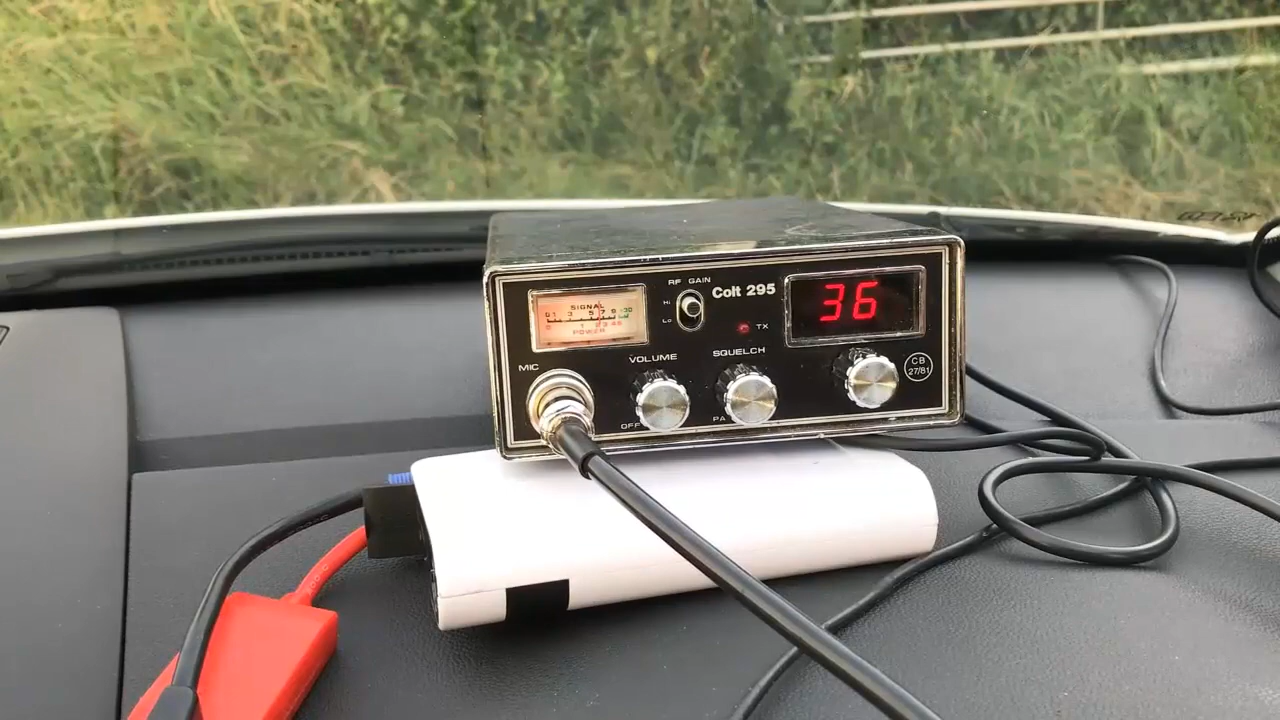 RF GAIN
Hi
Lo
Colt 295
36
SIGNAL
POWER
TX
MIC
VOLUME
SQUELCH
OFF
PA
CB
27/81